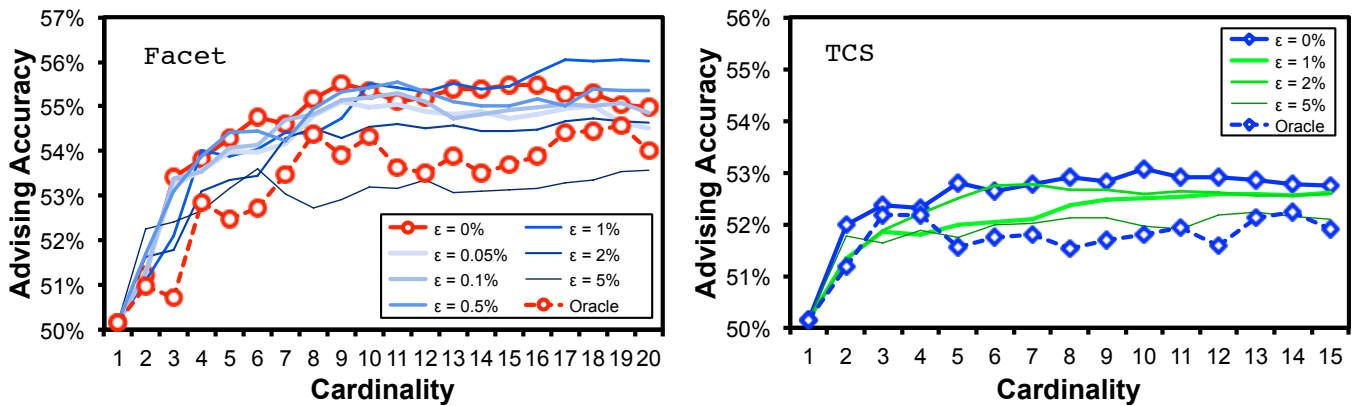 Facet
57%
56%
55%
54%
53%
52%
51%
50%
Advising Accuracy
ε = 0%
ε = 0.05%
ε = 0.1%
ε = 0.5%
ε = 1%
ε = 2%
ε = 5%
Oracle
1 2 3 4 5 6 7 8 9 10 11 12 13 14 15 16 17 18 19 20
Cardinality
TCS
56%
55%
54%
53%
52%
51%
50%
Advising Accuracy
ε = 0%
ε = 1%
ε = 2%
ε = 5%
Oracle
1 2 3 4 5 6 7 8 9 10 11 12 13 14 15
Cardinality